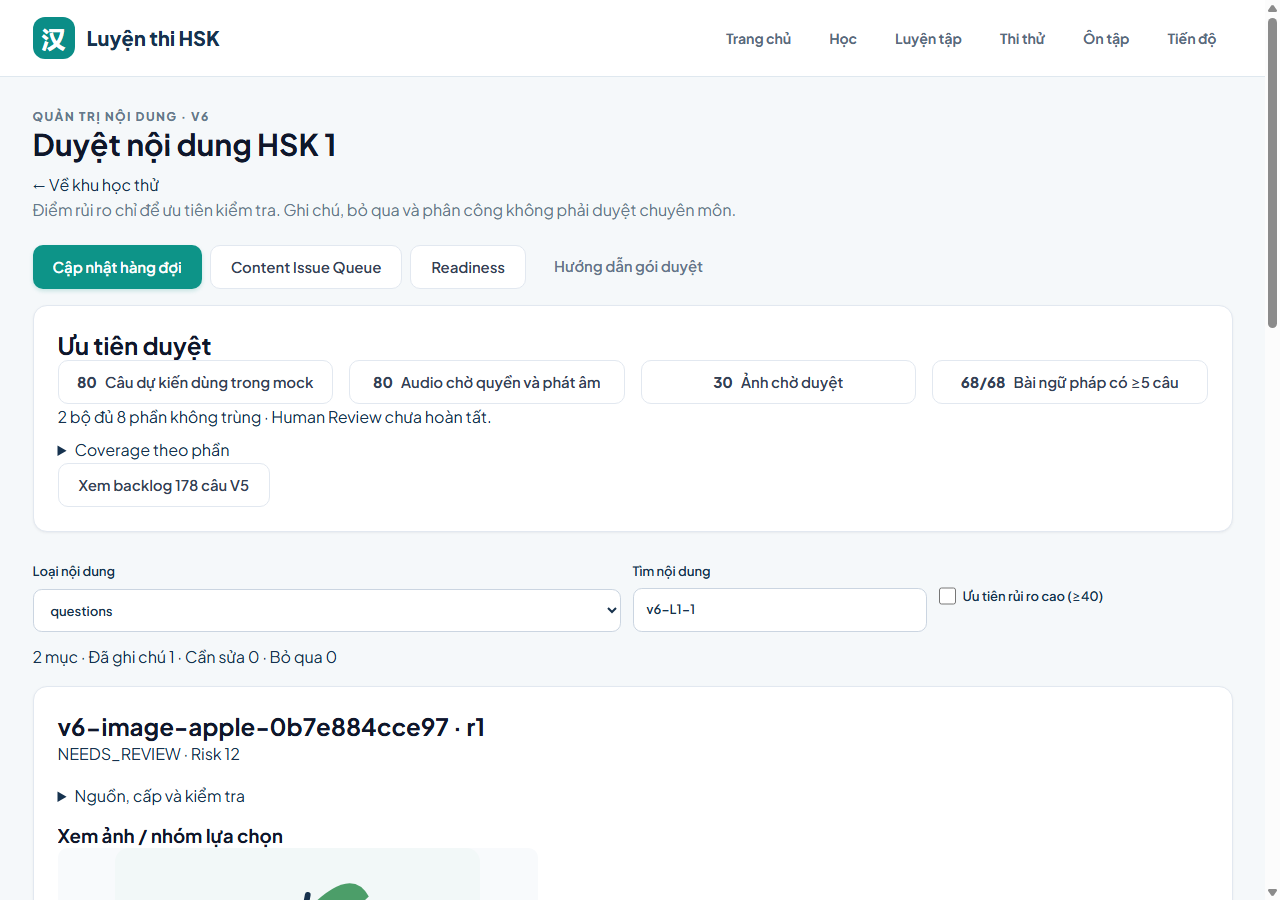 汉 Luyện thi HSK
Trang chủ Học Luyện tập Thi thử Ôn tập Tiến độ
QUẢN TRỊ NỘI DUNG · V6
Duyệt nội dung HSK 1
← Về khu học thử
Điểm rủi ro chỉ để ưu tiên kiểm tra. Ghi chú, bỏ qua và phân công không phải duyệt chuyên môn.
Cập nhật hàng đợi Content Issue Queue Readiness Hướng dẫn gói duyệt
Ưu tiên duyệt
80 Câu dự kiến dùng trong mock 80 Audio chờ quyền và phát âm 30 Ảnh chờ duyệt 68/68 Bài ngữ pháp có ≥5 câu
2 bộ đủ 8 phần không trùng · Human Review chưa hoàn tất.
Coverage theo phần
Xem backlog 178 câu V5
Loại nội dung Tìm nội dung
questions v6-L1-1 Ưu tiên rủi ro cao (≥40)
2 mục · Đã ghi chú 1 · Cần sửa 0 · Bỏ qua 0
v6-image-apple-0b7e884cce97 · r1
NEEDS_REVIEW · Risk 12
Nguồn, cấp và kiểm tra
Xem ảnh / nhóm lựa chọn